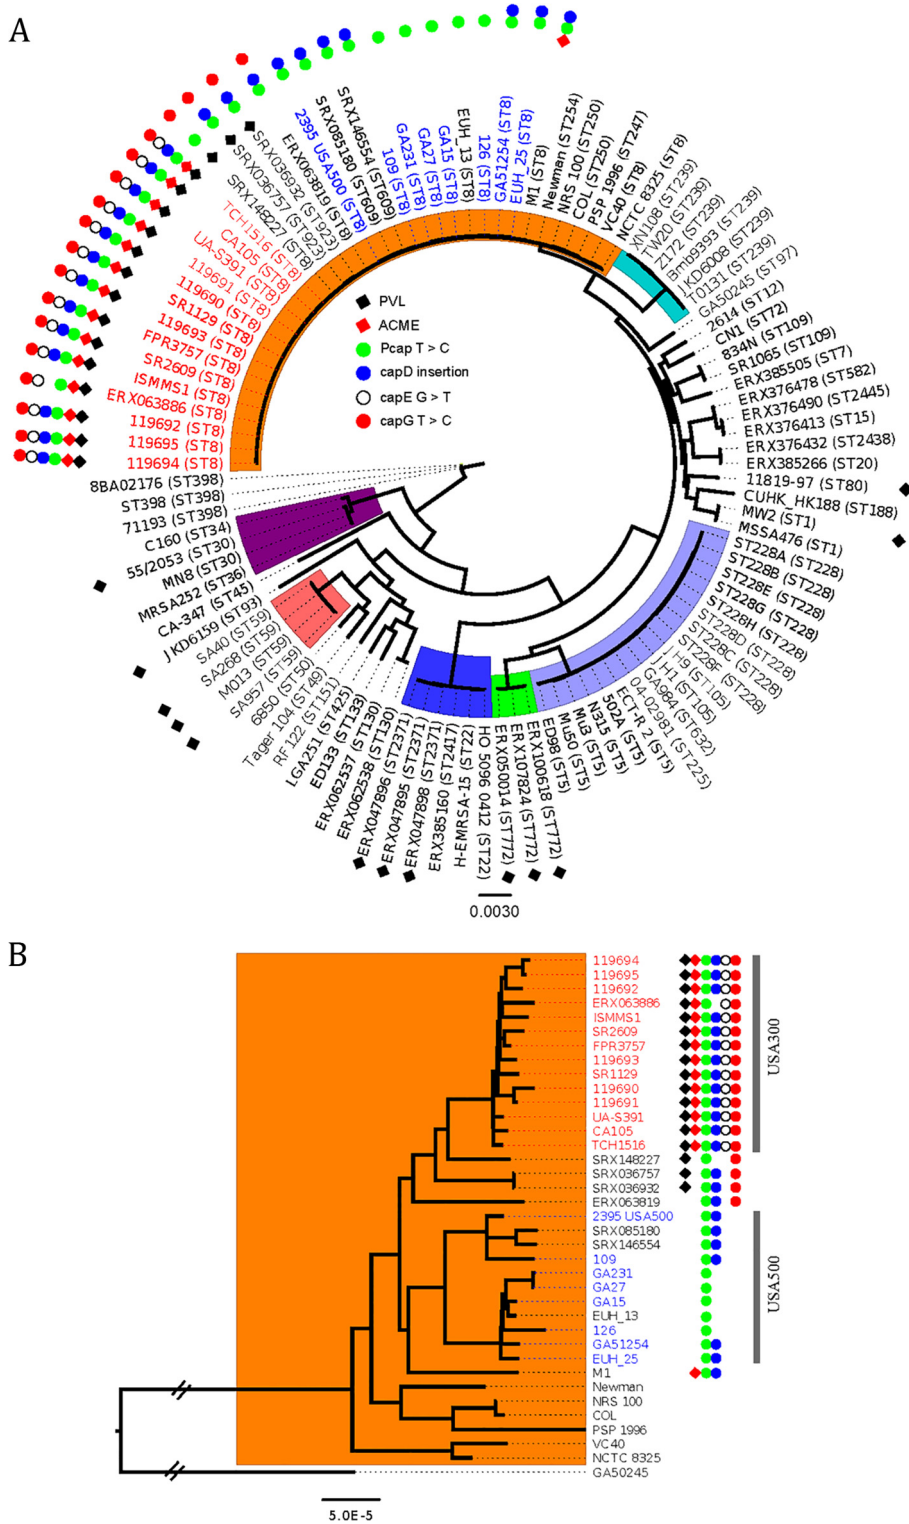 A
SRX146554 (ST609)
SRX085180 (ST609)
2395 USA500 (ST8)
ERX063819 (ST8)
SRX036932 (ST923)
SRX036757 (ST923)
SRX148227 (ST8)
TCH1516 (ST8)
CA105 (ST8)
UA-S391 (ST8)
119691 (ST8)
119690 (ST8)
SR1129 (ST8)
119693 (ST8)
FPR3757 (ST8)
SR2609 (ST8)
ISMMS1 (ST8)
ERX063886 (ST8)
119692 (ST8)
119695 (ST8)
119694 (ST8)
109 (ST8)
GA231 (ST8)
GA27 (ST8)
GA15 (ST8)
EUH_13 (ST8)
126 (ST8)
GA51254 (ST8)
EUH_25 (ST8)
M1 (ST8)
Newman (ST254)
NRS 100 (ST250)
COL (ST250)
PSP 1996 (ST247)
VC40 (ST8)
NCTC 8325 (ST8)
XN108 (ST239)
TW20 (ST239)
Z172 (ST239)
Bmb9393 (ST239)
JKD6008 (ST239)
T0131 (ST239)
GA50245 (ST97)
2614 (ST12)
CN1 (ST72)
834N (ST109)
SR1065 (ST109)
ERX385505 (ST7)
ERX376478 (ST582)
ERX376490 (ST2445)
ERX376413 (ST15)
ERX376432 (ST2438)
ERX385266 (ST20)
11819-97 (ST80)
CUHK_HK188 (ST188)
MW2 (ST1)
MSSA476 (ST1)
ST228A (ST228)
ST228B (ST228)
ST228E (ST228)
ST228G (ST228)
ST228H (ST228)
ST228D (ST228)
ST228C (ST228)
ST228F (ST228)
JH9 (ST105)
JH1 (ST105)
GA984 (ST632)
04-02981 (ST225)
ECT-R 2 (ST5)
502A (ST5)
N315 (ST5)
Mu3 (ST5)
Mu50 (ST5)
ED98 (ST5)
ERX100618 (ST772)
ERX107824 (ST772)
ERX050014 (ST772)
HO 5096 0412 (ST22)
H-EMRSA-15 (ST22)
ERX385160 (ST2417)
ERX047898 (ST2371)
ERX047895 (ST2371)
ERX047896 (ST2371)
ERX062538 (ST130)
ERX062537 (ST130)
ED133 (ST133)
LGA251 (ST425)
RF122 (ST151)
Tager 104 (ST49)
6850 (ST50)
SA957 (ST59)
M013 (ST59)
SA268 (ST59)
SA40 (ST59)
JKD6159 (ST93)
CA-347 (ST45)
MRSA252 (ST36)
MN8 (ST30)
55/2053 (ST30)
C160 (ST34)
71193 (ST398)
ST398 (ST398)
8BA02176 (ST398)
PVL
ACME
Pcap T > C
capD insertion
capE G > T
capG T > C
0.0030
B
119694
119695
119692
ERX063886
ISMMS1
SR2609
FPR3757
119693
SR1129
119690
119691
UA-S391
CA105
TCH1516
SRX148227
SRX036757
SRX036932
ERX063819
2395 USA500
SRX085180
SRX146554
109
GA231
GA27
GA15
EUH_13
126
GA51254
EUH_25
M1
Newman
NRS 100
COL
PSP 1996
VC40
NCTC 8325
GA50245
USA300
USA500
5.0E-5